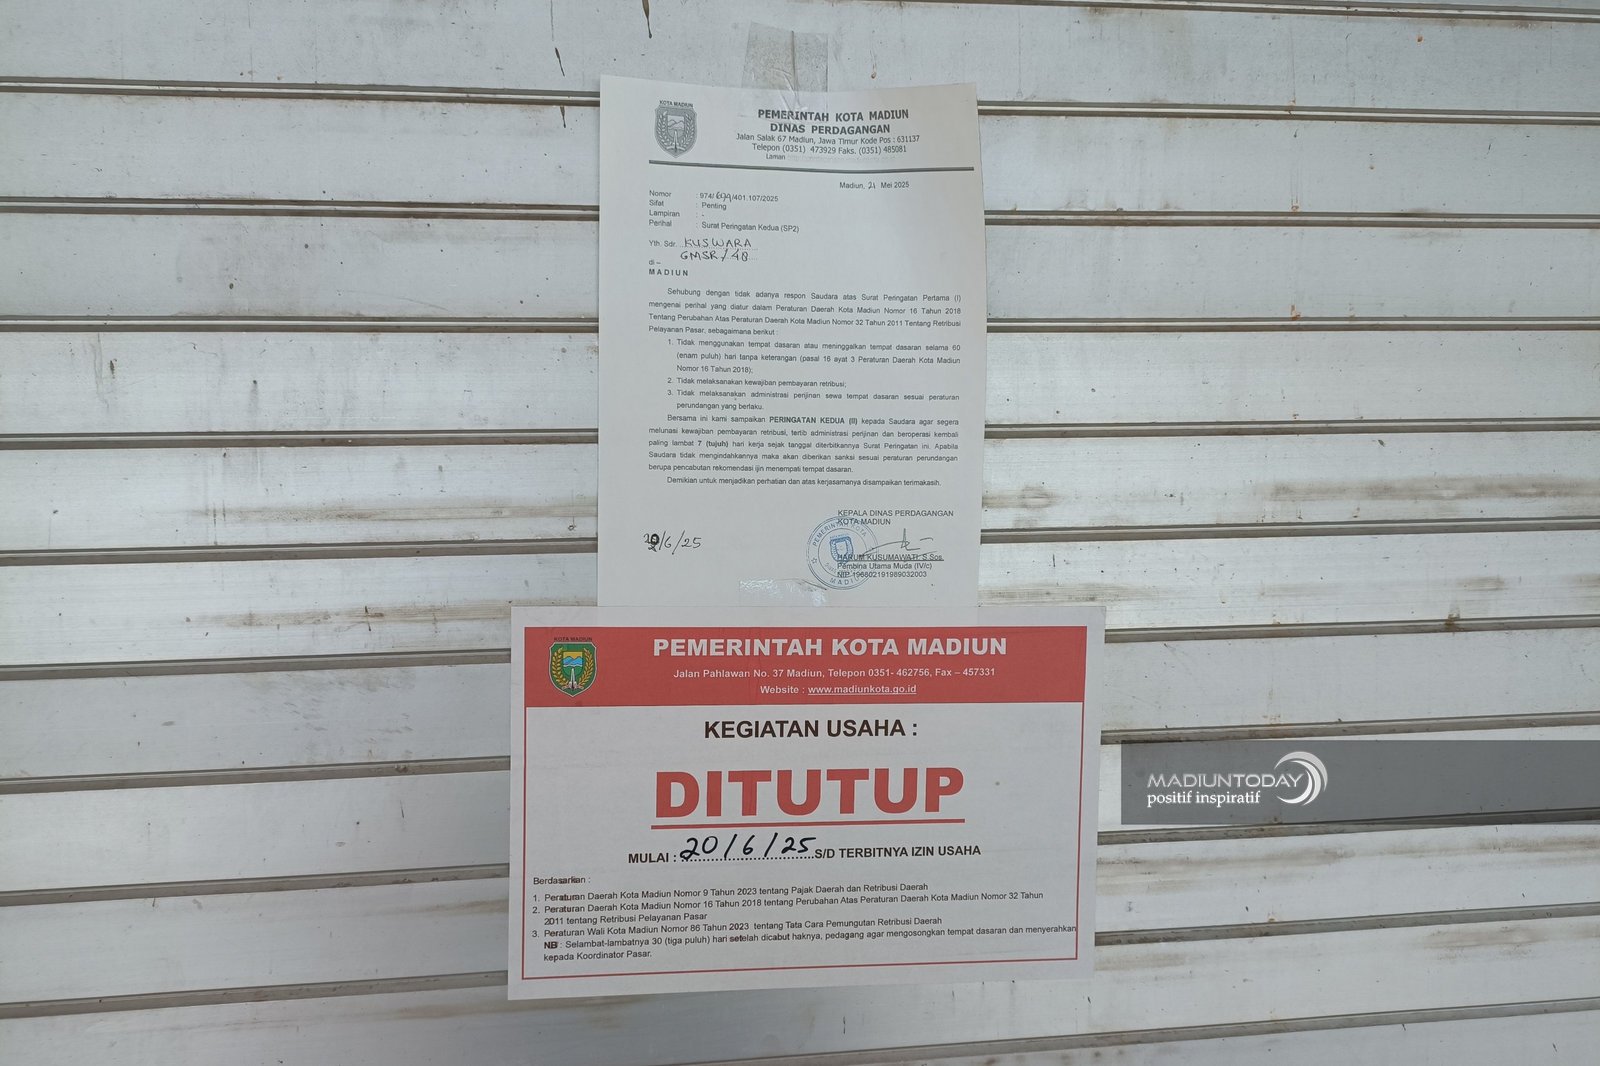 KOTA MADIUN
PEMERINTAH KOTA MADIUN
DINAS PERDAGANGAN
Jalan Salak 67 Madiun, Jawa Timur Kode Pos : 631137
Telepon (0351) 473929 Faks. (0351) 485081
Laman
Madiun, 21 Mei 2025
Nomor : 974/699/401.107/2025
Sifat : Penting
Lampiran : -
Perihal : Surat Peringatan Kedua (SP2)
Yth. Sdr. KUSWARA
GMSR / 48
di –
MADIUN
Sehubung dengan tidak adanya respon Saudara atas Surat Peringatan Pertama (I)
mengenai perihal yang diatur dalam Peraturan Daerah Kota Madiun Nomor 16 Tahun 2018
Tentang Perubahan Atas Peraturan Daerah Kota Madiun Nomor 32 Tahun 2011 Tentang Retribusi
Pelayanan Pasar, sebagaimana berikut :
1. Tidak menggunakan tempat dasaran atau meninggalkan tempat dasaran selama 60
(enam puluh) hari tanpa keterangan (pasal 16 ayat 3 Peraturan Daerah Kota Madiun
Nomor 16 Tahun 2018);
2. Tidak melaksanakan kewajiban pembayaran retribusi;
3. Tidak melaksanakan administrasi perijinan sewa tempat dasaran sesuai peraturan
perundangan yang berlaku.
Bersama ini kami sampaikan PERINGATAN KEDUA (II) kepada Saudara agar segera
melunasi kewajiban pembayaran retribusi, tertib administrasi perijinan dan beroperasi kembali
paling lambat 7 (tujuh) hari kerja sejak tanggal diterbitkannya Surat Peringatan ini. Apabila
Saudara tidak mengindahkannya maka akan diberikan sanksi sesuai peraturan perundangan
berupa pencabutan rekomendasi ijin menempati tempat dasaran.
Demikian untuk menjadikan perhatian dan atas kerjasamanya disampaikan terimakasih.
KEPALA DINAS PERDAGANGAN
KOTA MADIUN
/6/25
HARUM KUSUMAWATI, S.Sos.
Pembina Utama Muda (IV/c)
NIP 196802191989032003
KOTA MADIUN
PEMERINTAH KOTA MADIUN
Jalan Pahlawan No. 37 Madiun, Telepon 0351- 462756, Fax – 457331
Website : www.madiunkota.go.id
KEGIATAN USAHA :
DITUTUP
MULAI : 20/6/25 S/D TERBITNYA IZIN USAHA
Berdasarkan :
1. Peraturan Daerah Kota Madiun Nomor 9 Tahun 2023 tentang Pajak Daerah dan Retribusi Daerah
2. Peraturan Daerah Kota Madiun Nomor 16 Tahun 2018 tentang Perubahan Atas Peraturan Daerah Kota Madiun Nomor 32 Tahun
2011 tentang Retribusi Pelayanan Pasar
3. Peraturan Wali Kota Madiun Nomor 86 Tahun 2023 tentang Tata Cara Pemungutan Retribusi Daerah
NB : Selambat-lambatnya 30 (tiga puluh) hari setelah dicabut haknya, pedagang agar mengosongkan tempat dasaran dan menyerahkan
kepada Koordinator Pasar.
MADIUNTODAY
positif inspiratif